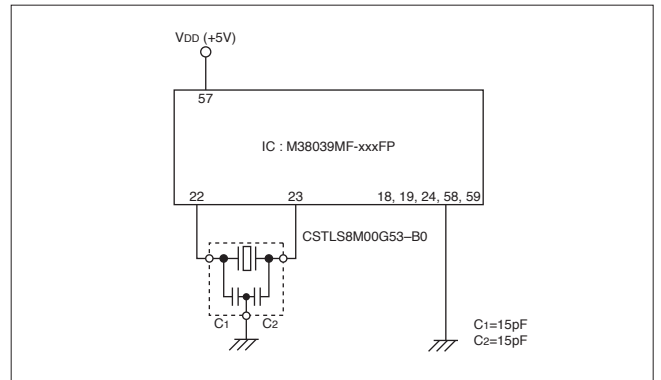 VDD (+5V)
57
IC : M38039MF-xxxFP
22 23 18, 19, 24, 58, 59
CSTLS8M00G53–B0
C1 C2
C1=15pF
C2=15pF